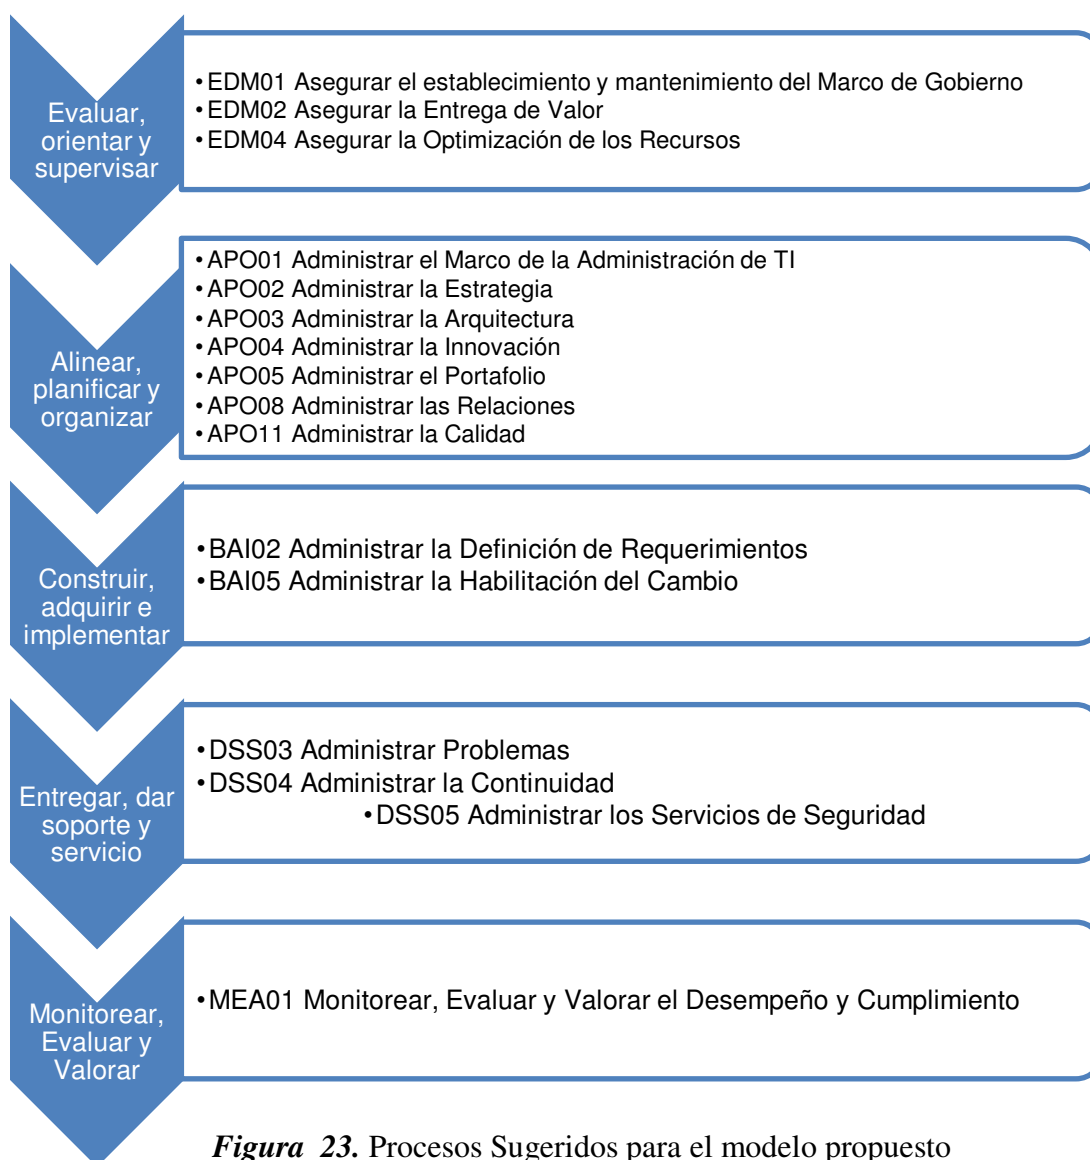 Evaluar,
orientar y
supervisar
•EDM01 Asegurar el establecimiento y mantenimiento del Marco de Gobierno
•EDM02 Asegurar la Entrega de Valor
•EDM04 Asegurar la Optimización de los Recursos
Alinear,
planificar y
organizar
•APO01 Administrar el Marco de la Administración de TI
•APO02 Administrar la Estrategia
•APO03 Administrar la Arquitectura
•APO04 Administrar la Innovación
•APO05 Administrar el Portafolio
•APO08 Administrar las Relaciones
•APO11 Administrar la Calidad
Construir,
adquirir e
implementar
•BAI02 Administrar la Definición de Requerimientos
•BAI05 Administrar la Habilitación del Cambio
Entregar, dar
soporte y
servicio
•DSS03 Administrar Problemas
•DSS04 Administrar la Continuidad
•DSS05 Administrar los Servicios de Seguridad
Monitorear,
Evaluar y
Valorar
•MEA01 Monitorear, Evaluar y Valorar el Desempeño y Cumplimiento
Figura 23. Procesos Sugeridos para el modelo propuesto